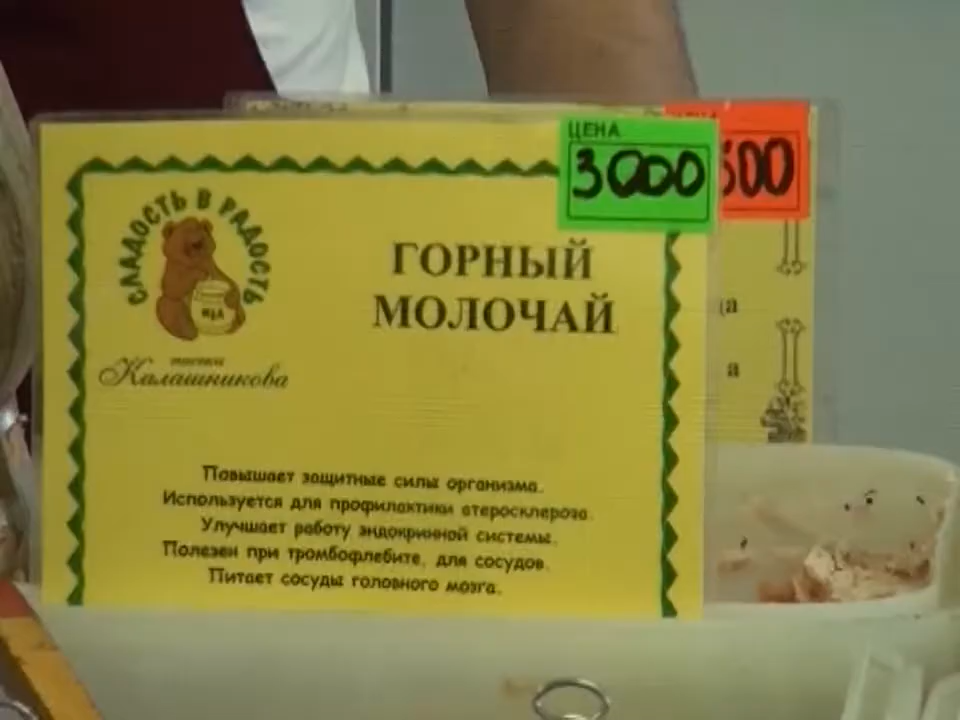 ЦЕНА
3000
500
СЛАДОСТЬ В РАДОСТЬ
МЁД
Калашникова
ГОРНЫЙ
МОЛОЧАЙ
Повышает защитные силы организма.
Используется для профилактики атеросклероза.
Улучшает работу эндокринной системы.
Полезен при тромбофлебите, для сосудов.
Питает сосуды головного мозга.